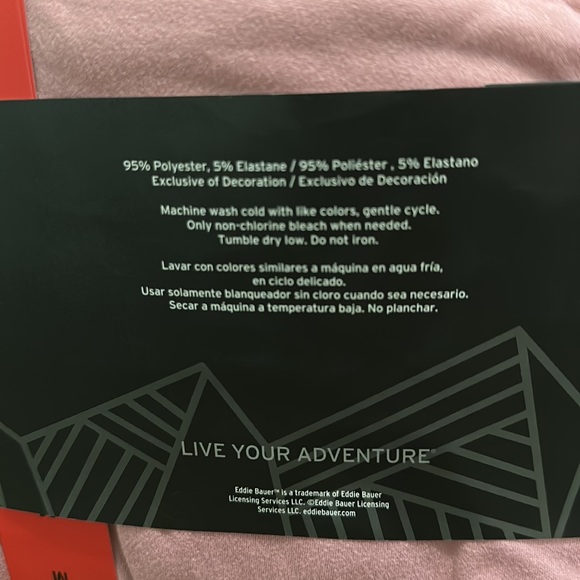 95% Polyester, 5% Elastane / 95% Poliéster , 5% Elastano
Exclusive of Decoration / Exclusivo de Decoración
Machine wash cold with like colors, gentle cycle.
Only non-chlorine bleach when needed.
Tumble dry low. Do not iron.
Lavar con colores similares a máquina en agua fría,
en ciclo delicado.
Usar solamente blanqueador sin cloro cuando sea necesario.
Secar a máquina a temperatura baja. No planchar.
LIVE YOUR ADVENTURE™
Eddie Bauer™ is a trademark of Eddie Bauer
Licensing Services LLC. ©Eddie Bauer Licensing
Services LLC. eddiebauer.com
M